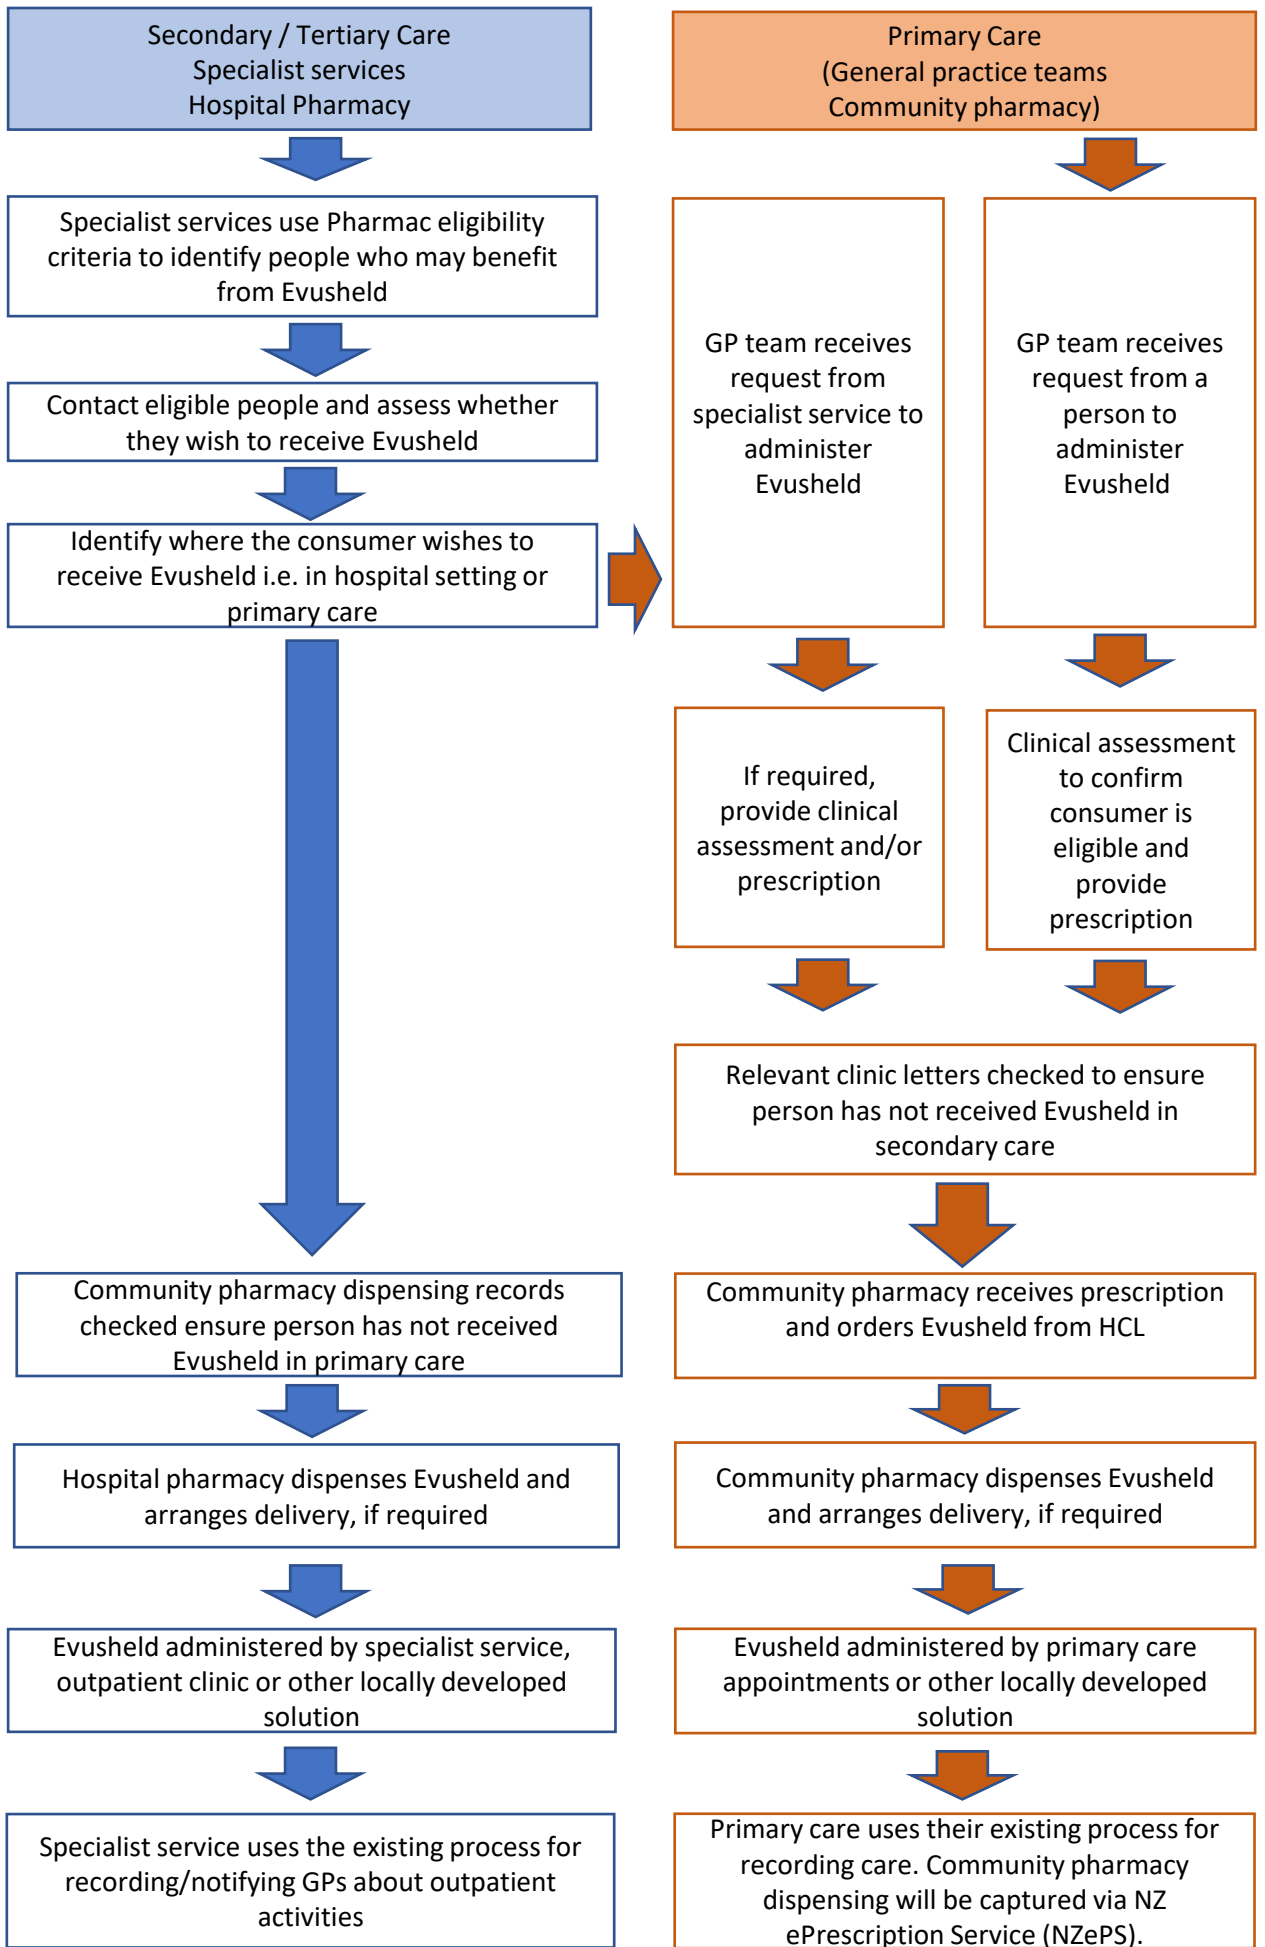 Secondary / Tertiary Care
Specialist services
Hospital Pharmacy
Specialist services use Pharmac eligibility
criteria to identify people who may benefit
from Evusheld
Contact eligible people and assess whether
they wish to receive Evusheld
Identify where the consumer wishes to
receive Evusheld i.e. in hospital setting or
primary care
Community pharmacy dispensing records
checked ensure person has not received
Evusheld in primary care
Hospital pharmacy dispenses Evusheld and
arranges delivery, if required
Evusheld administered by specialist service,
outpatient clinic or other locally developed
solution
Specialist service uses the existing process for
recording/notifying GPs about outpatient
activities
Primary Care
(General practice teams
Community pharmacy)
GP team receives
request from
specialist service to
administer
Evusheld
GP team receives
request from a
person to
administer
Evusheld
If required,
provide clinical
assessment and/or
prescription
Clinical assessment
to confirm
consumer is
eligible and
provide
prescription
Relevant clinic letters checked to ensure
person has not received Evusheld in
secondary care
Community pharmacy receives prescription
and orders Evusheld from HCL
Community pharmacy dispenses Evusheld
and arranges delivery, if required
Evusheld administered by primary care
appointments or other locally developed
solution
Primary care uses their existing process for
recording care. Community pharmacy
dispensing will be captured via NZ
ePrescription Service (NZePS).